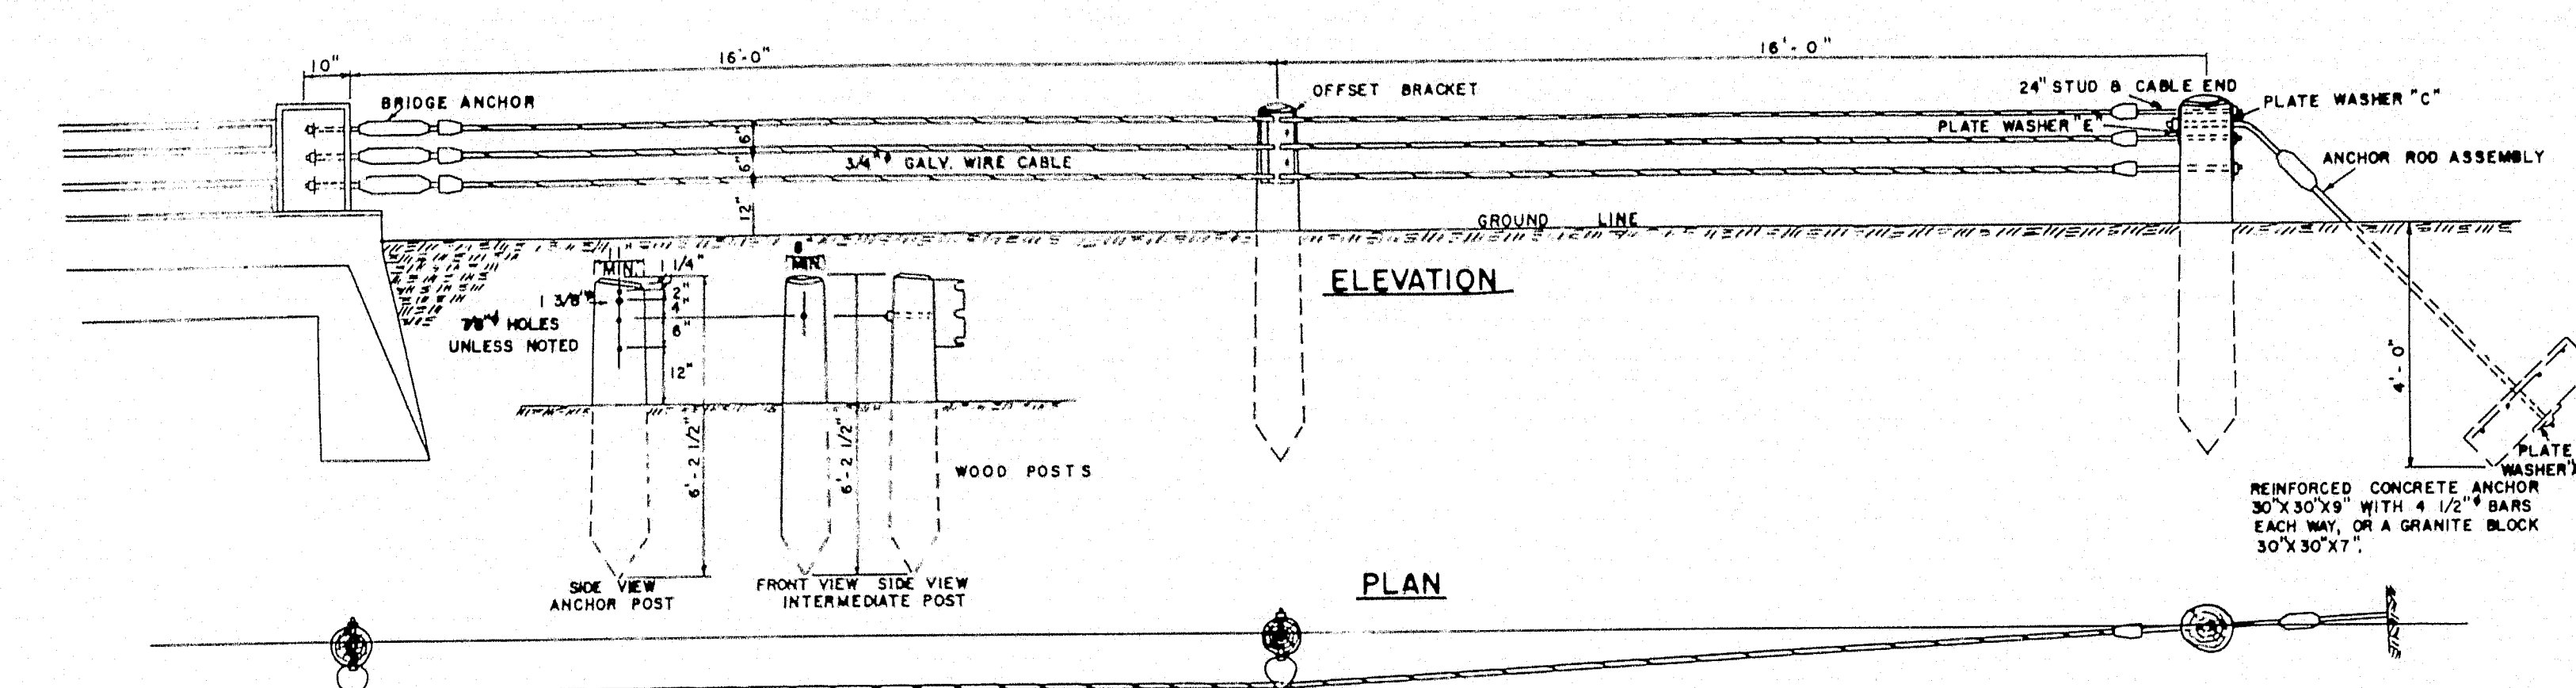 16'-0"
16'-0"
10"
BRIDGE ANCHOR
OFFSET BRACKET
24" STUD & CABLE END
PLATE WASHER "C"
PLATE WASHER "E"
6"
6"
3/4"ϕ GALV. WIRE CABLE
ANCHOR ROD ASSEMBLY
12"
GROUND LINE
MIN.
1 1/4"
8"
MIN.
ELEVATION
2"
1 3/8"ϕ
4"
7/8"ϕ HOLES
6"
UNLESS NOTED
12"
4'-0"
6'-2 1/2"
6'-2 1/2"
WOOD POSTS
PLATE
WASHER
REINFORCED CONCRETE ANCHOR
30"X30"X9" WITH 4 1/2"ϕ BARS
EACH WAY, OR A GRANITE BLOCK
30"X30"X7".
SIDE VIEW
ANCHOR POST
FRONT VIEW SIDE VIEW
INTERMEDIATE POST
PLAN